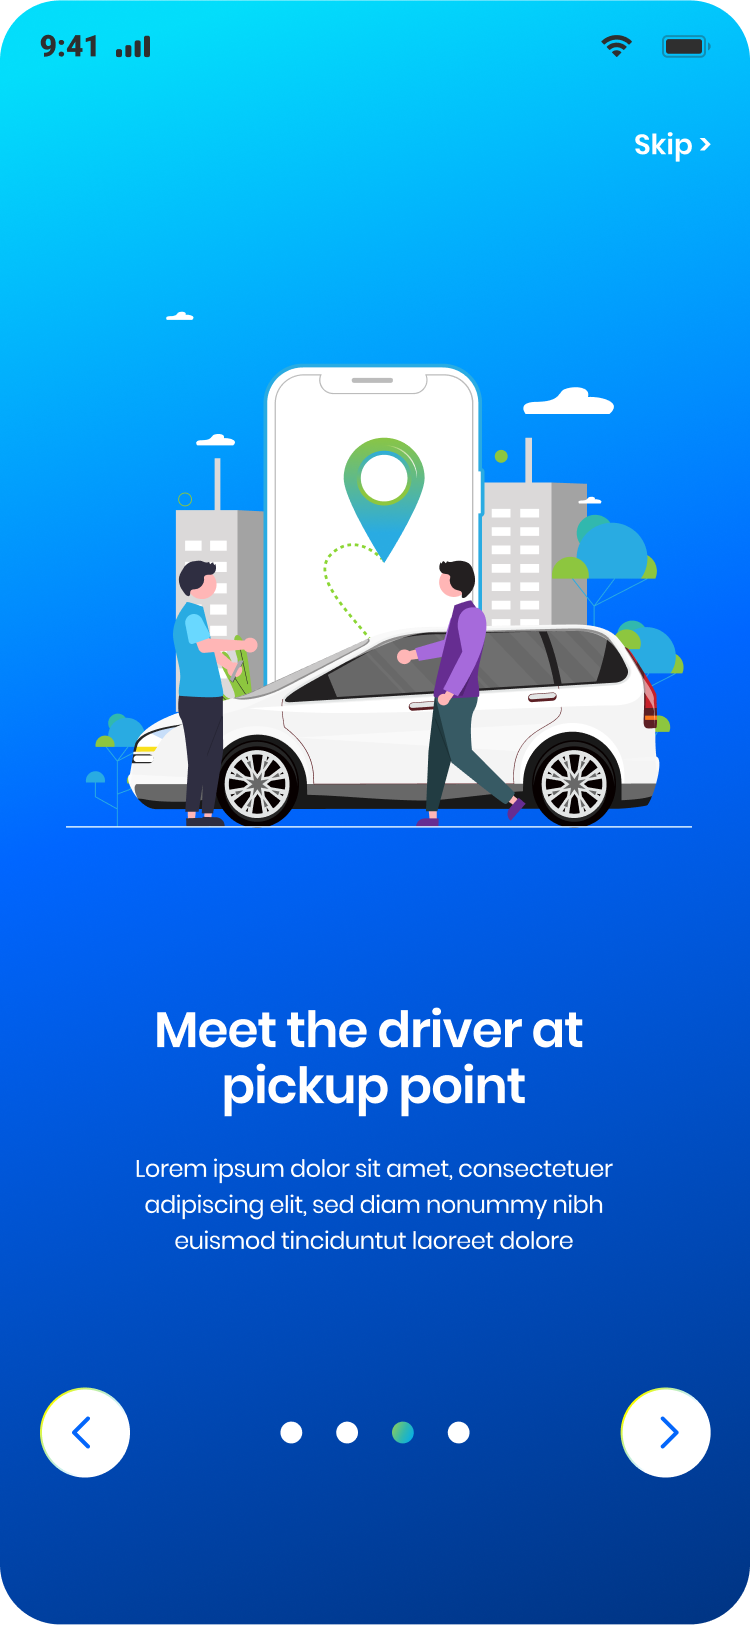 9:41
Skip >
Meet the driver at
pickup point
Lorem ipsum dolor sit amet, consectetuer
adipiscing elit, sed diam nonummy nibh
euismod tinciduntut laoreet dolore